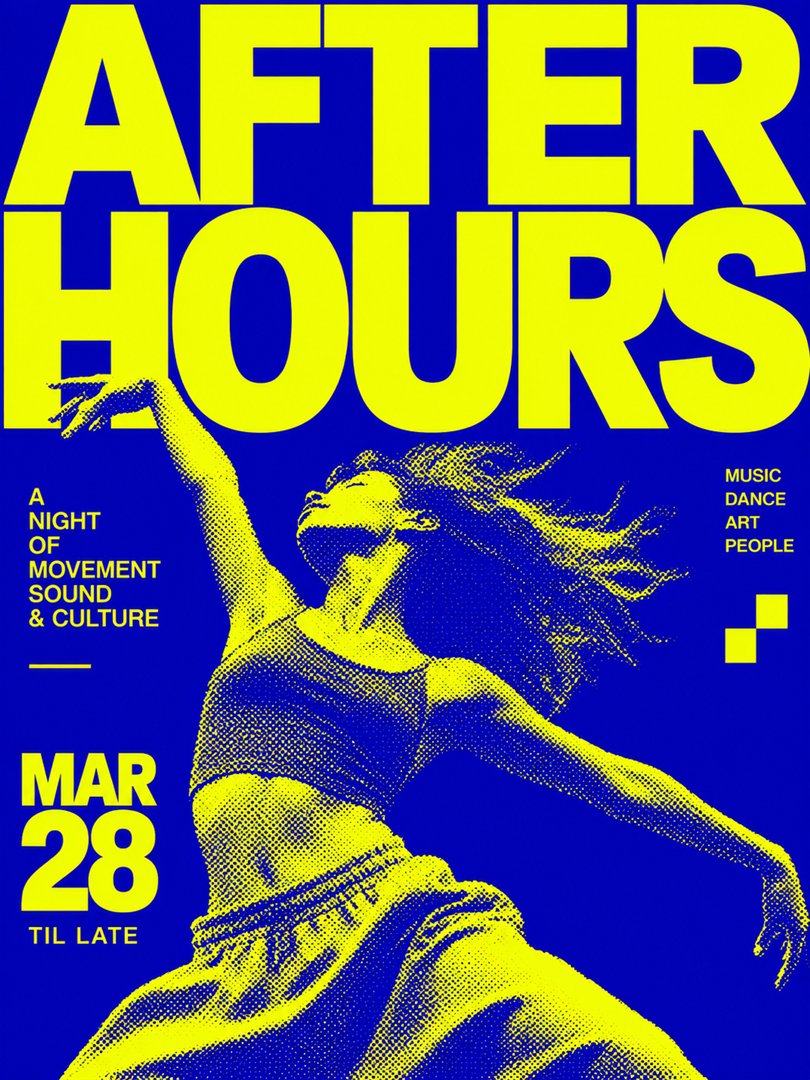 AFTER
HOURS
A
NIGHT
OF
MOVEMENT
SOUND
& CULTURE
MUSIC
DANCE
ART
PEOPLE
MAR
28
TIL LATE